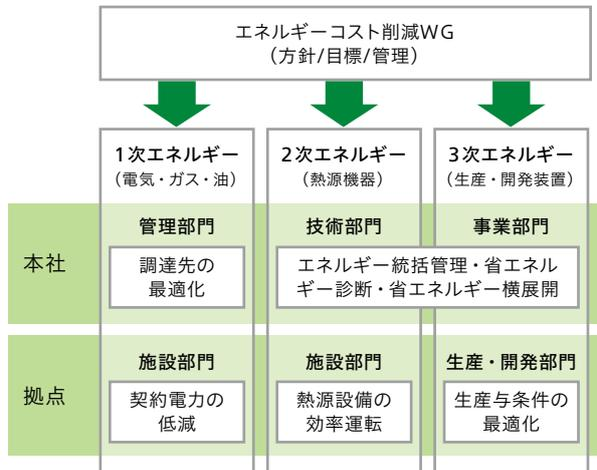 エネルギーコスト削減WG
（方針/目標/管理）
1次エネルギー
（電気・ガス・油）
2次エネルギー
（熱源機器）
3次エネルギー
（生産・開発装置）
本社
管理部門
調達先の
最適化
技術部門
事業部門
エネルギー統括管理・省エネル
ギー診断・省エネルギー横展開
拠点
施設部門
契約電力の
低減
施設部門
熱源設備の
効率運転
生産・開発部門
生産与条件の
最適化